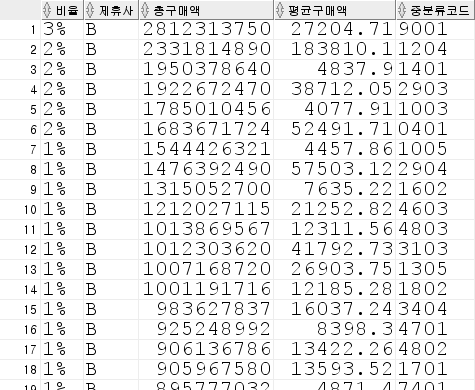 비율 제휴사 총구매액 평균구매액 중분류코드
1 3% B 2812313750 27204.71 9001
2 2% B 2331814890 183810.1 1204
3 2% B 1950378640 4837.9 1401
4 2% B 1922672470 38712.05 2903
5 2% B 1785010456 4077.91 1003
6 2% B 1683671724 52491.71 0401
7 1% B 1544426321 4457.86 1005
8 1% B 1476392490 57503.12 2904
9 1% B 1315052700 7635.22 1602
10 1% B 1212027115 21252.82 4603
11 1% B 1013869567 12311.56 4803
12 1% B 1012303620 41792.73 3103
13 1% B 1007168720 26903.75 1305
14 1% B 1001191716 12185.28 1802
15 1% B 983627837 16037.24 3404
16 1% B 925248992 8398.3 4701
17 1% B 906136786 13422.26 4802
18 1% B 905967580 13593.52 1701
19 1% B 895777032 4871.4 7401